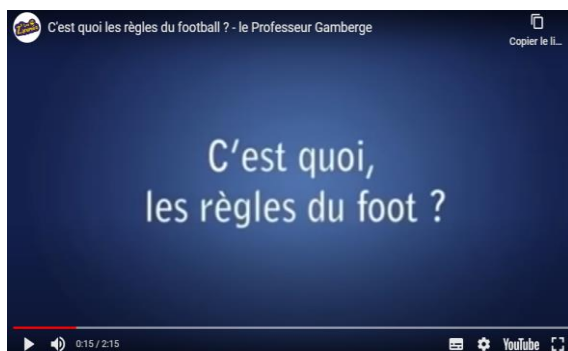 C'est quoi les règles du football ? - le Professeur Gamberge
Copier le li...
C'est quoi,
les règles du foot ?
0:15 / 2:15
YouTube